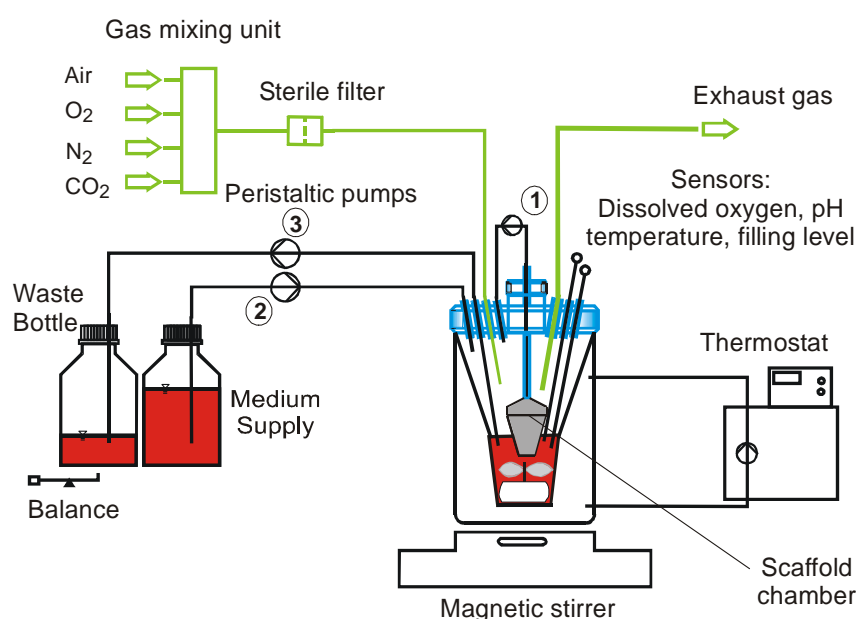 Gas mixing unit
Air
O₂
N₂
CO₂
Sterile filter
Exhaust gas
Sensors:
Dissolved oxygen, pH
temperature, filling level
Peristaltic pumps
1
3
2
Waste
Bottle
Medium
Supply
Balance
Thermostat
Scaffold
chamber
Magnetic stirrer